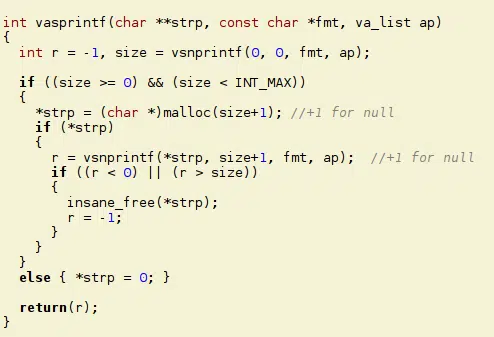 int vasprintf(char **strp, const char *fmt, va_list ap)
{
  int r = -1, size = vsnprintf(0, 0, fmt, ap);

  if ((size >= 0) && (size < INT_MAX))
  {
    *strp = (char *)malloc(size+1); //+1 for null
    if (*strp)
    {
      r = vsnprintf(*strp, size+1, fmt, ap);  //+1 for null
      if ((r < 0) || (r > size))
      {
        insane_free(*strp);
        r = -1;
      }
    }
  }
  else { *strp = 0; }

  return(r);
}